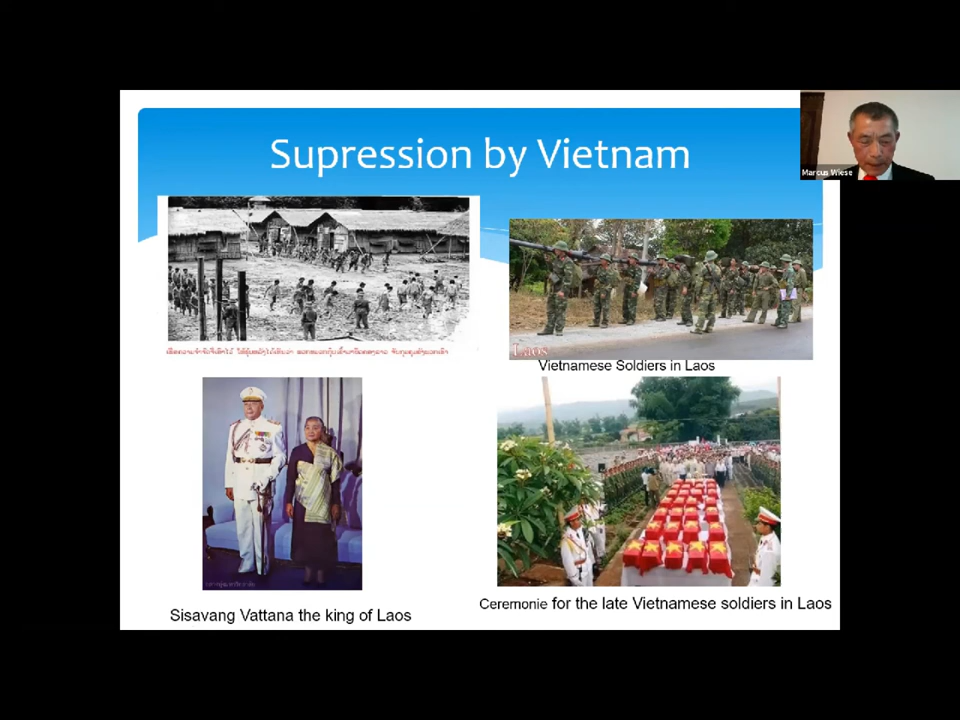 Supression by Vietnam
Marcus Wiese
Laos
Vietnamese Soldiers in Laos
Sisavang Vattana the king of Laos
Ceremonie for the late Vietnamese soldiers in Laos